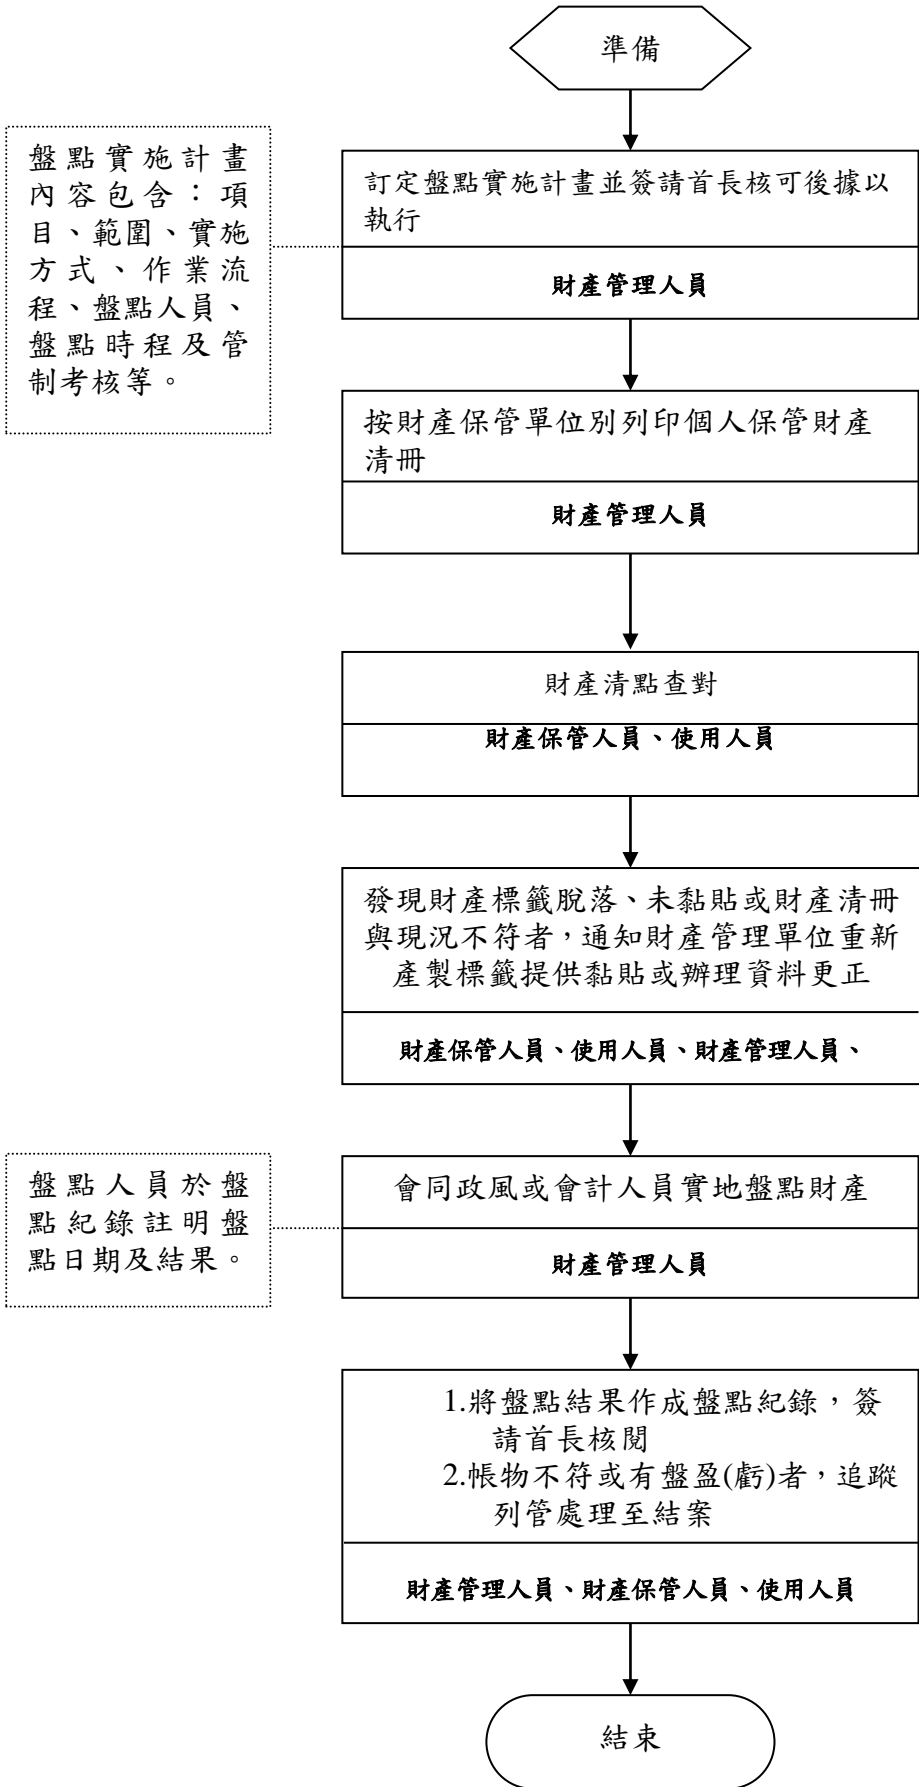 準備
盤點實施計畫
內容包含：項
目、範圍、實施
方式、作業流
程、盤點人員、
盤點時程及管
制考核等。
訂定盤點實施計畫並簽請首長核可後據以
執行
財產管理人員
按財產保管單位別列印個人保管財產
清冊
財產管理人員
財產清點查對
財產保管人員、使用人員
發現財產標籤脫落、未黏貼或財產清冊
與現況不符者，通知財產管理單位重新
產製標籤提供黏貼或辦理資料更正
財產保管人員、使用人員、財產管理人員、
盤點人員於盤
點紀錄註明盤
點日期及結果。
會同政風或會計人員實地盤點財產
財產管理人員
1.將盤點結果作成盤點紀錄，簽
請首長核閱
2.帳物不符或有盤盈(虧)者，追蹤
列管處理至結案
財產管理人員、財產保管人員、使用人員
結束